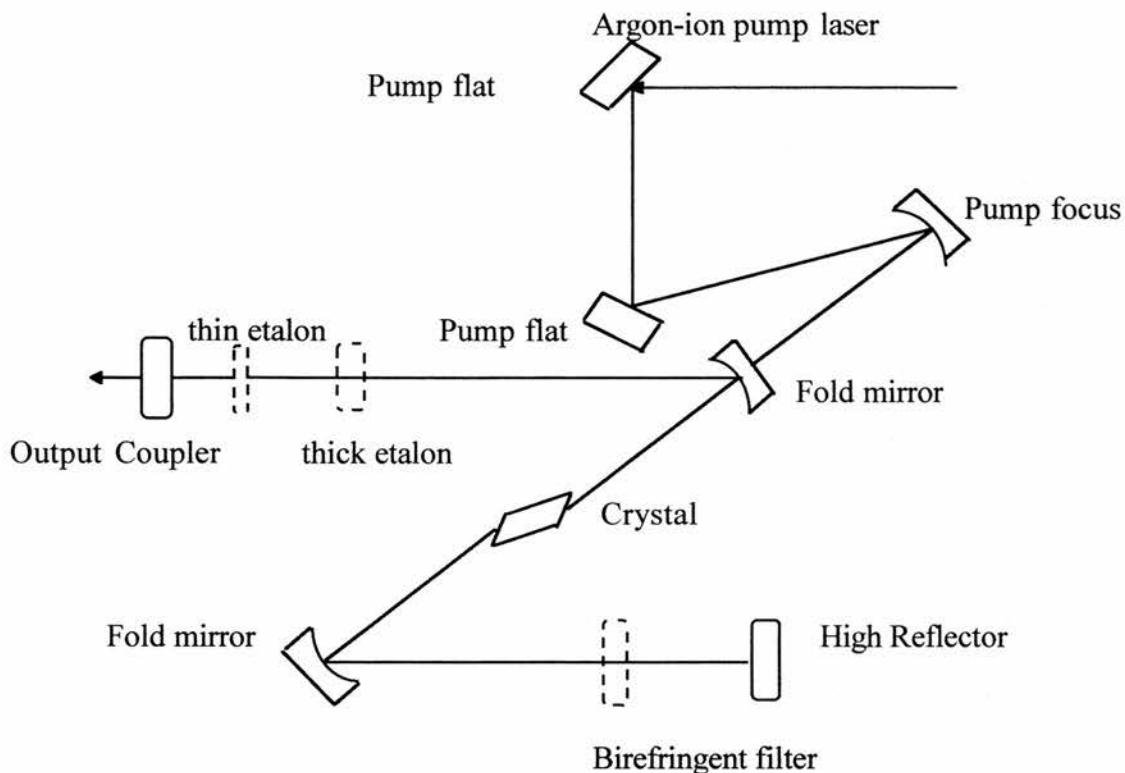 Argon-ion pump laser
Pump flat
Pump focus
thin etalon
Pump flat
Fold mirror
Output Coupler
thick etalon
Crystal
Fold mirror
High Reflector
Birefringent filter